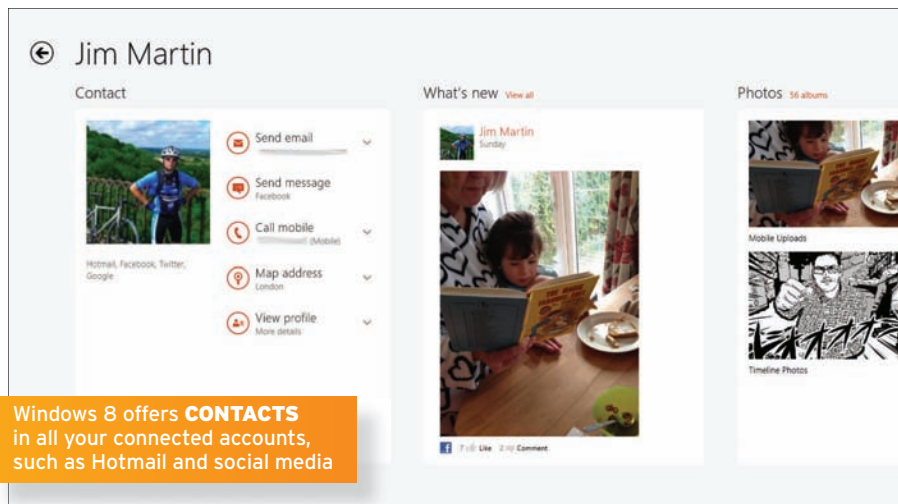 Jim Martin
Contact
Send email
Send message
Facebook
Call mobile
(Mobile)
Map address
London
View profile
More details
Hotmail, Facebook, Twitter,
Google
What's new View all
Jim Martin
Sunday
7 Like 2 Comment
Photos 56 albums
Mobile Uploads
Timeline Photos
Windows 8 offers CONTACTS
in all your connected accounts,
such as Hotmail and social media